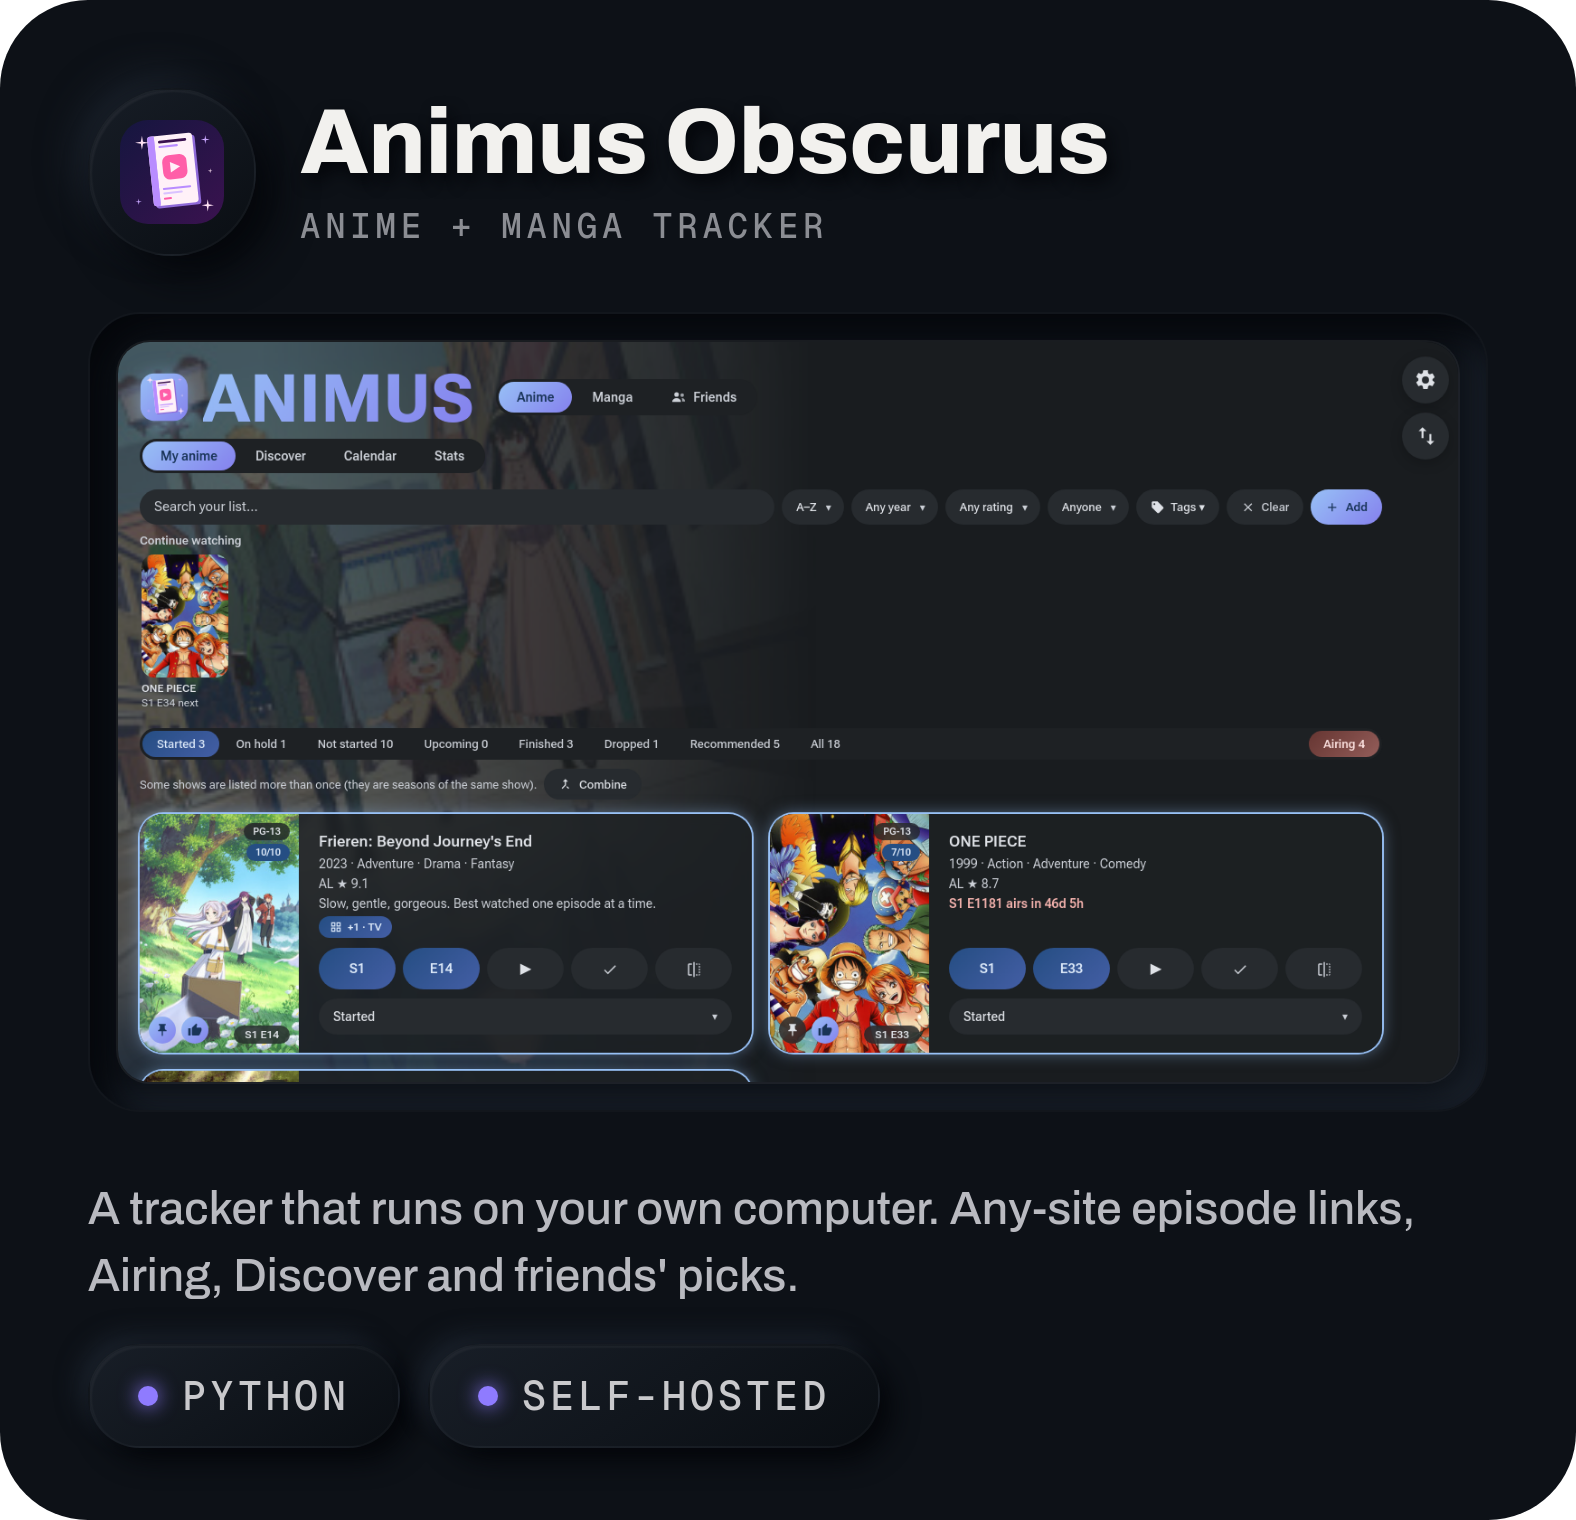 Animus Obscurus
ANIME + MANGA TRACKER
ANIMUS
Anime Manga Friends
My anime Discover Calendar Stats
Search your list... A–Z ▾ Any year ▾ Any rating ▾ Anyone ▾ Tags ▾ × Clear + Add
Continue watching
ONE PIECE
S1 E34 next
Started 3 On hold 1 Not started 10 Upcoming 0 Finished 3 Dropped 1 Recommended 5 All 18 Airing 4
Some shows are listed more than once (they are seasons of the same show). Combine
PG-13
10/10
Frieren: Beyond Journey's End
2023 · Adventure · Drama · Fantasy
AL ★ 9.1
Slow, gentle, gorgeous. Best watched one episode at a time.
+1 · TV
S1 E14
Started ▾
S1 E14
PG-13
7/10
ONE PIECE
1999 · Action · Adventure · Comedy
AL ★ 8.7
S1 E1181 airs in 46d 5h
S1 E33
Started ▾
S1 E33
A tracker that runs on your own computer. Any-site episode links,
Airing, Discover and friends' picks.
PYTHON SELF-HOSTED